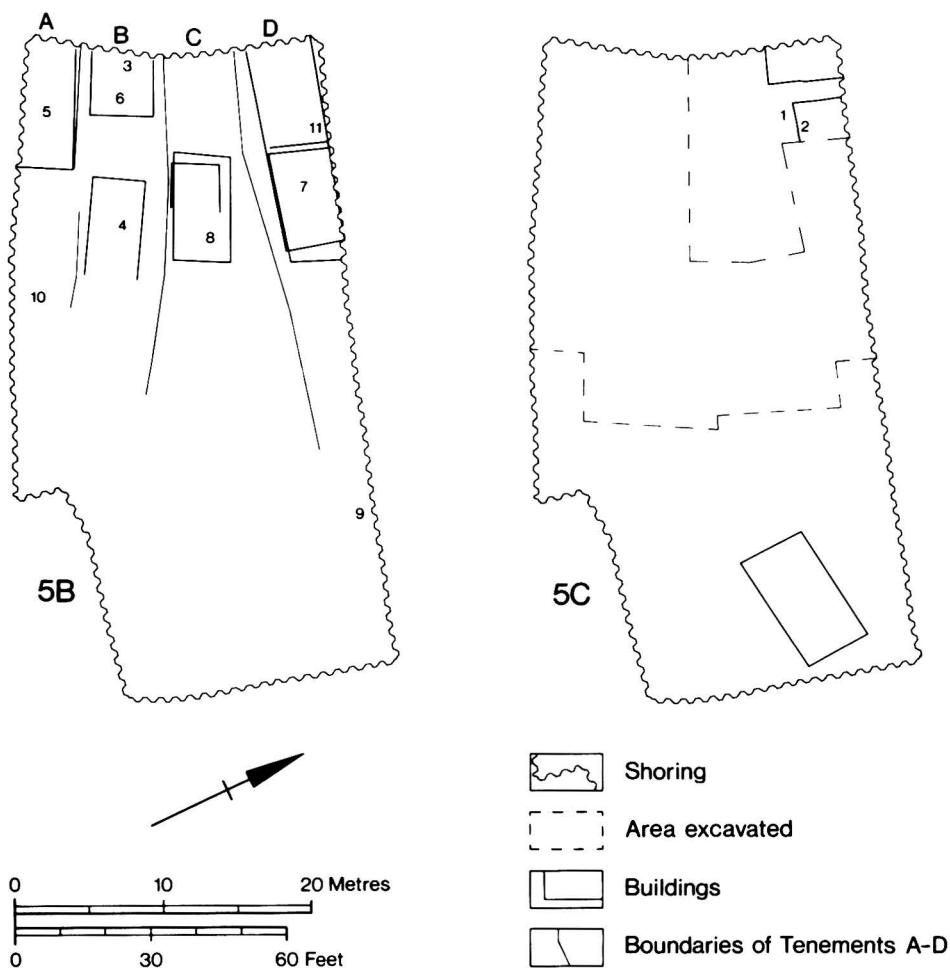 A B C D
3
6
5
11
7
4
8
10
9
5B
1
2
5C
0 10 20 Metres
0 30 60 Feet
Shoring
Area excavated
Buildings
Boundaries of Tenements A-D